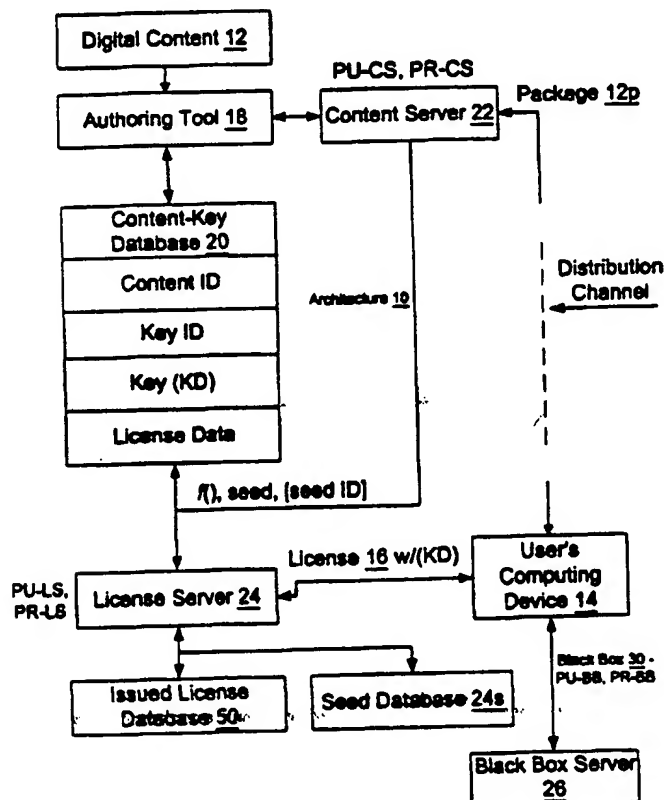 Digital Content 12
PU-CS, PR-CS
Package 12p
Authoring Tool 18
Content Server 22
Content-Key
Database 20
Content ID
Key ID
Key (KD)
License Data
Architecture 10
Distribution
Channel
f(), seed, [seed ID]
License 16 w/(KD)
User's
Computing
Device 14
PU-LS,
PR-LS
License Server 24
Black Box 30 -
PU-BB, PR-BB
Issued License
Database 50
Seed Database 24s
Black Box Server
26